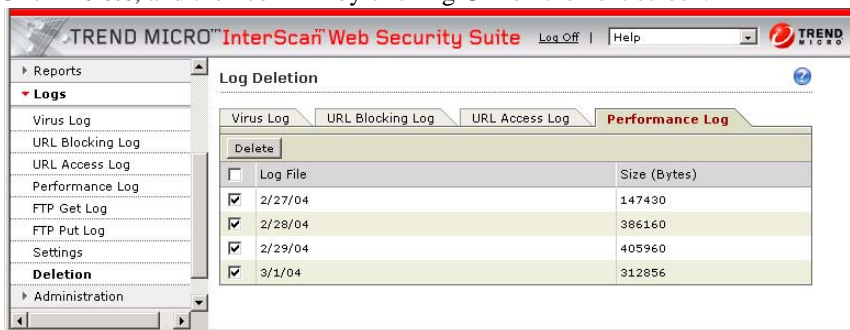 TREND MICRO™ InterScan™ Web Security Suite Log Off | Help TREND MICRO
Reports
Logs
Virus Log
URL Blocking Log
URL Access Log
Performance Log
FTP Get Log
FTP Put Log
Settings
Deletion
Administration
Log Deletion
Virus Log URL Blocking Log URL Access Log Performance Log
Delete
Log File Size (Bytes)
2/27/04 147430
2/28/04 386160
2/29/04 405960
3/1/04 312856